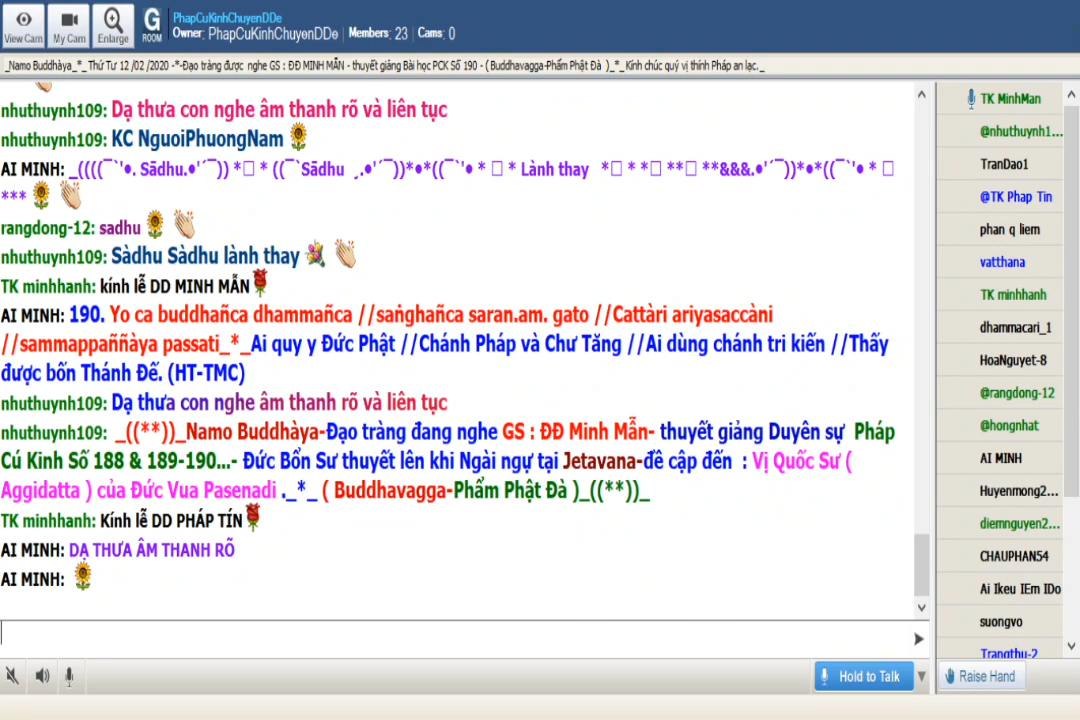 View Cam
My Cam
Enlarge
G
ROOM
PhapCuKinhChuyenDDe
Owner: PhapCuKinhChuyenDDe Members: 23 Cams: 0
_Namo Buddhàya_*_ Thứ Tư 12 /02 /2020 -*-Đạo tràng được nghe GS : ĐĐ MINH MẪN - thuyết giảng Bài học PCK Số 190 - ( Buddhavagga-Phẩm Phật Đà )_*_Kính chúc quý vị thính Pháp an lạc._
nhuthuynh109: Dạ thưa con nghe âm thanh rõ và liên tục
nhuthuynh109: KC NguoiPhuongNam
AI MINH: _((((¯`'•. Sādhu.•'´¯)) *□ * ((¯`Sādhu ¸.•'´¯))*•*((¯`'• * □ * Lành thay *□ * *□ **□ **&&&.•'´¯))*•*((¯`'• * □
***
rangdong-12: sadhu
nhuthuynh109: Sàdhu Sàdhu lành thay
TK minhhanh: kính lễ DD MINH MẪN
AI MINH: 190. Yo ca buddhañca dhammañca //saṅghañca saran.am. gato //Cattàri ariyasaccàni
//sammappaññàya passati_*_Ai quy y Đức Phật //Chánh Pháp và Chư Tăng //Ai dùng chánh tri kiến //Thấy
được bốn Thánh Đế. (HT-TMC)
nhuthuynh109: Dạ thưa con nghe âm thanh rõ và liên tục
nhuthuynh109: _((**))_Namo Buddhàya-Đạo tràng đang nghe GS : ĐĐ Minh Mẫn- thuyết giảng Duyên sự Pháp
Cú Kinh Số 188 & 189-190...- Đức Bổn Sư thuyết lên khi Ngài ngự tại Jetavana-đề cập đến : Vị Quốc Sư (
Aggidatta ) của Đức Vua Pasenadi ._*_ ( Buddhavagga-Phẩm Phật Đà )_((**))_
TK minhhanh: Kính lễ DD PHÁP TÍN
AI MINH: DẠ THƯA ÂM THANH RÕ
AI MINH:
Hold to Talk
TK MinhMan
@nhuthuynh1...
TranDao1
@TK Phap Tin
phan q liem
vatthana
TK minhhanh
dhammacari_1
HoaNguyet-8
@rangdong-12
@hongnhat
AI MINH
Huyenmong2...
diemnguyen2...
CHAUPHAN54
Ai Ikeu IEm IDo
suongvo
Trangthu-2
Raise Hand